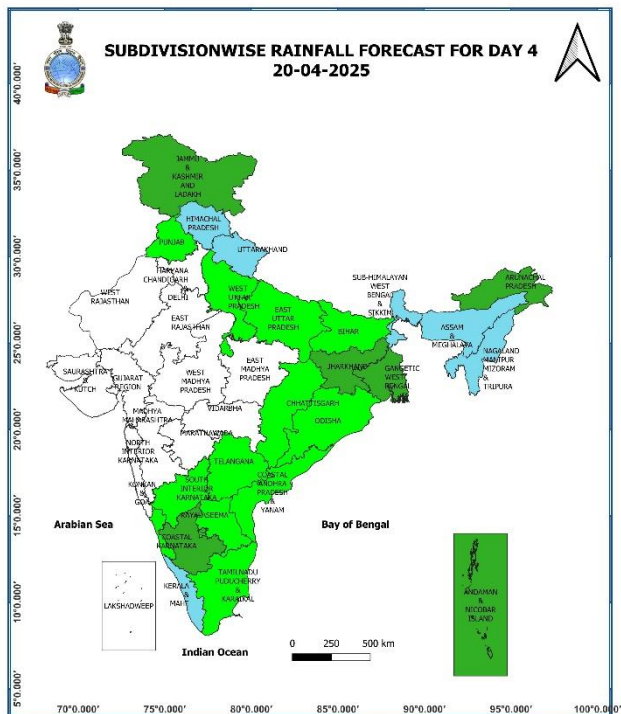 SUBDIVISIONWISE RAINFALL FORECAST FOR DAY 4
20-04-2025
40°0.000'
35°0.000'
30°0.000'
25°0.000'
20°0.000'
15°0.000'
10°0.000'
5°0.000'
JAMMU
&
KASHMIR
AND
LADAKH
HIMACHAL
PRADESH
PUNJAB
UTTARAKHAND
HARYANA
CHANDIGARH
&
DELHI
WEST
RAJASTHAN
EAST
RAJASTHAN
WEST
UTTAR
PRADESH
EAST
UTTAR
PRADESH
SUB-HIMALAYAN
WEST
BENGAL
&
SIKKIM
ARUNACHAL
PRADESH
ASSAM
&
MEGHALAYA
NAGALAND
MANIPUR
MIZORAM
&
TRIPURA
BIHAR
JHARKHAND
GANGETIC
WEST
BENGAL
SAURASHTRA
&
KUTCH
GUJARAT
REGION
WEST
MADHYA
PRADESH
EAST
MADHYA
PRADESH
CHHATTISGARH
ODISHA
VIDARBHA
MADHYA
MAHARASHTRA
MARATHAWADA
NORTH
INTERIOR
KARNATAKA
KONKAN
&
GOA
TELANGANA
SOUTH
INTERIOR
KARNATAKA
COASTAL
ANDHRA
PRADESH
&
YANAM
RAYALASEEMA
COASTAL
KARNATAKA
Arabian Sea
Bay of Bengal
LAKSHADWEEP
KERALA
&
MAHE
TAMILNADU
PUDUCHERRY
&
KARAIKAL
ANDAMAN
&
NICOBAR
ISLAND
Indian Ocean
0 250 500 km
70°0.000' 75°0.000' 80°0.000' 85°0.000' 90°0.000' 95°0.000' 100°0.000'